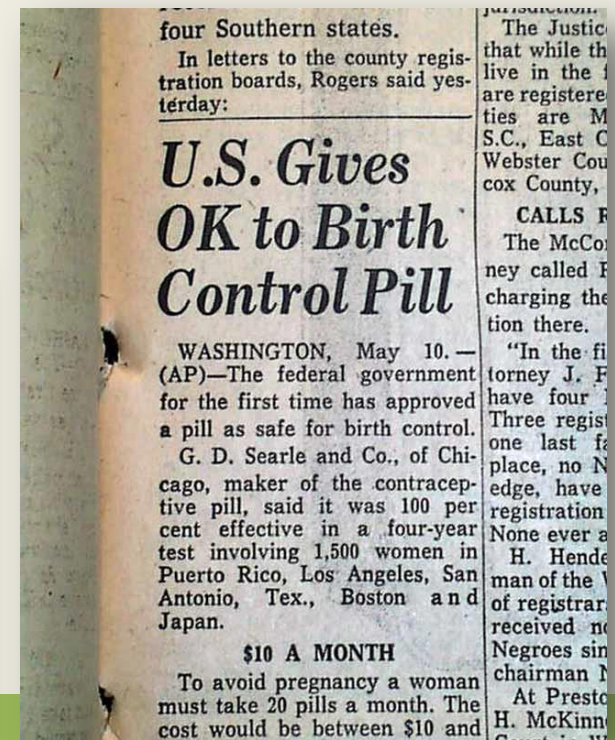 four Southern states.
In letters to the county regis-
tration boards, Rogers said yes-
terday:
U.S. Gives
OK to Birth
Control Pill
WASHINGTON, May 10. —
(AP)—The federal government
for the first time has approved
a pill as safe for birth control.
G. D. Searle and Co., of Chi-
cago, maker of the contracep-
tive pill, said it was 100 per
cent effective in a four-year
test involving 1,500 women in
Puerto Rico, Los Angeles, San
Antonio, Tex., Boston and
Japan.
$10 A MONTH
To avoid pregnancy a woman
must take 20 pills a month. The
cost would be between $10 and
jurisdiction.
The Justic
that while th
live in the
are registere
ties are M
S.C., East C
Webster Cou
cox County,
CALLS
The McCo
ney called
charging the
tion there.
"In the fi
torney J. F
have four
Three regist
one last fa
place, no N
edge, have
registration
None ever a
H. Hende
man of the
of registrar
received no
Negroes sin
chairman
At Presto
H. McKinn